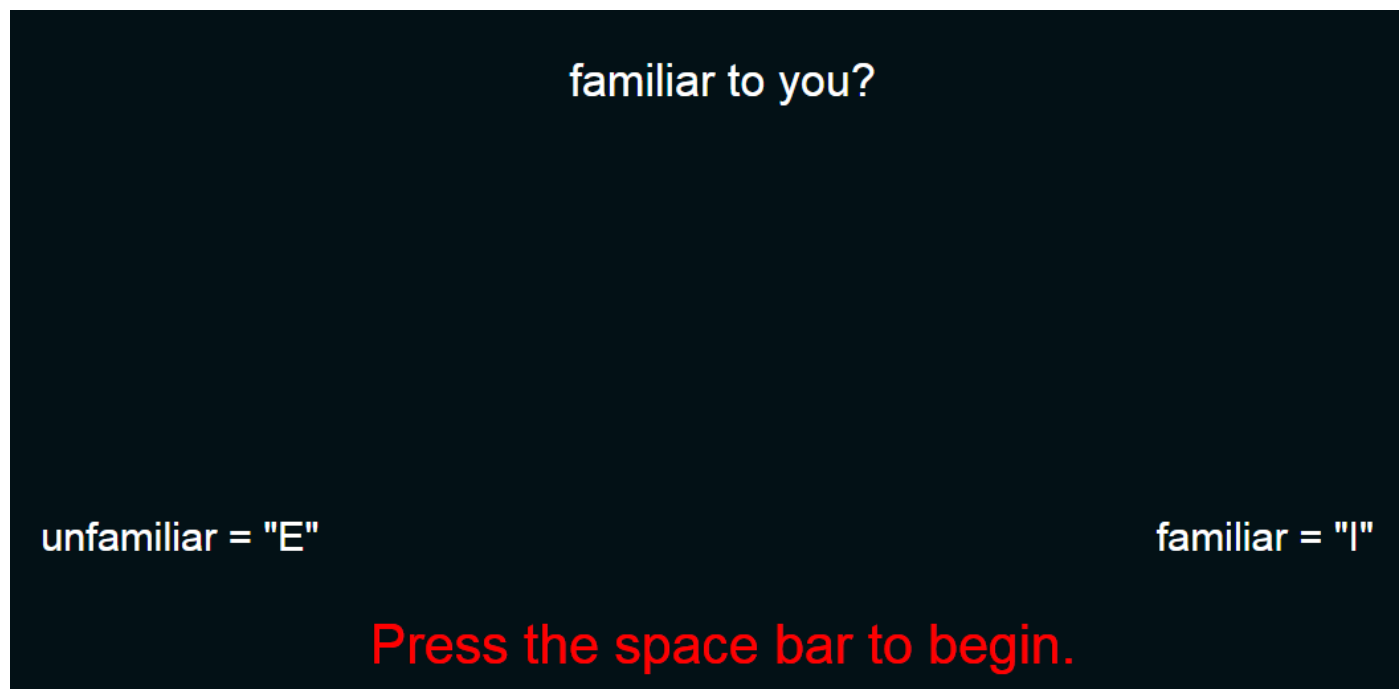 familiar to you?
unfamiliar = "E"
familiar = "I"
Press the space bar to begin.